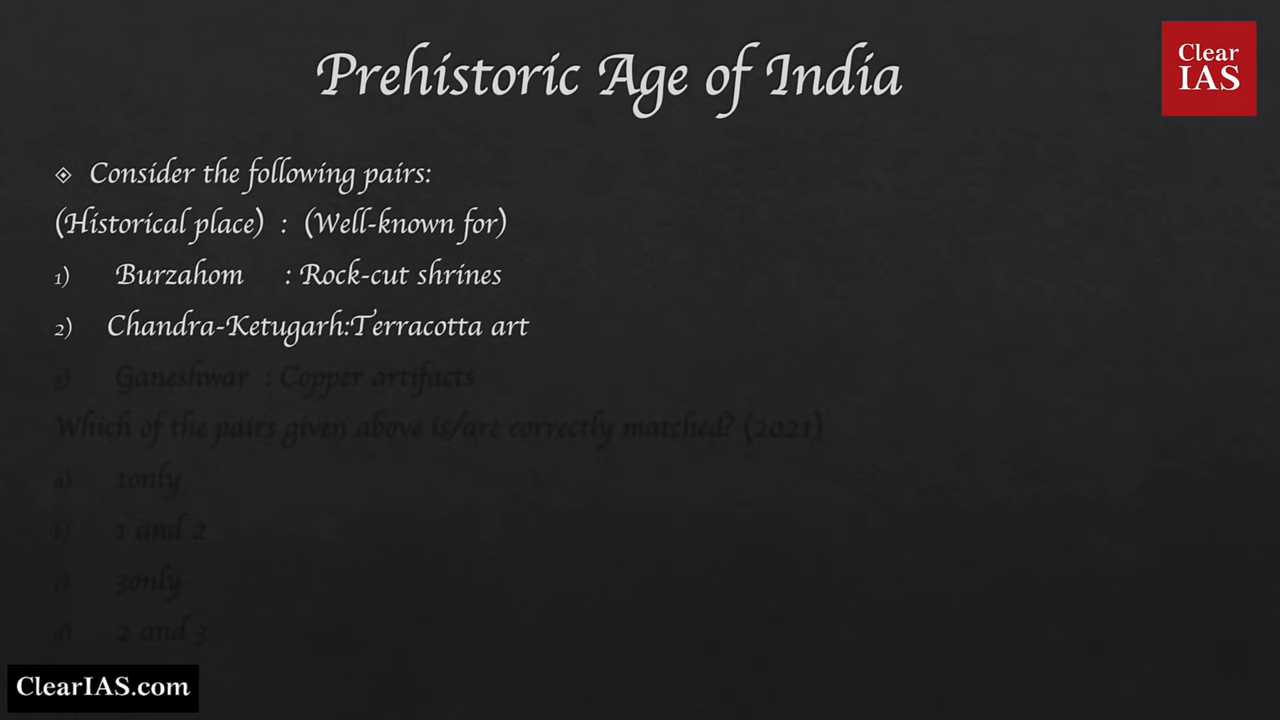 Prehistoric Age of India
Clear
IAS
Consider the following pairs:
(Historical place) : (Well-known for)
1) Burzahom : Rock-cut shrines
2) Chandra-Ketugarh:Terracotta art
3) Ganeshwar : Copper artifacts
Which of the pairs given above is/are correctly matched? (2021)
a) 1only
b) 1 and 2
c) 3only
d) 2 and 3
ClearIAS.com